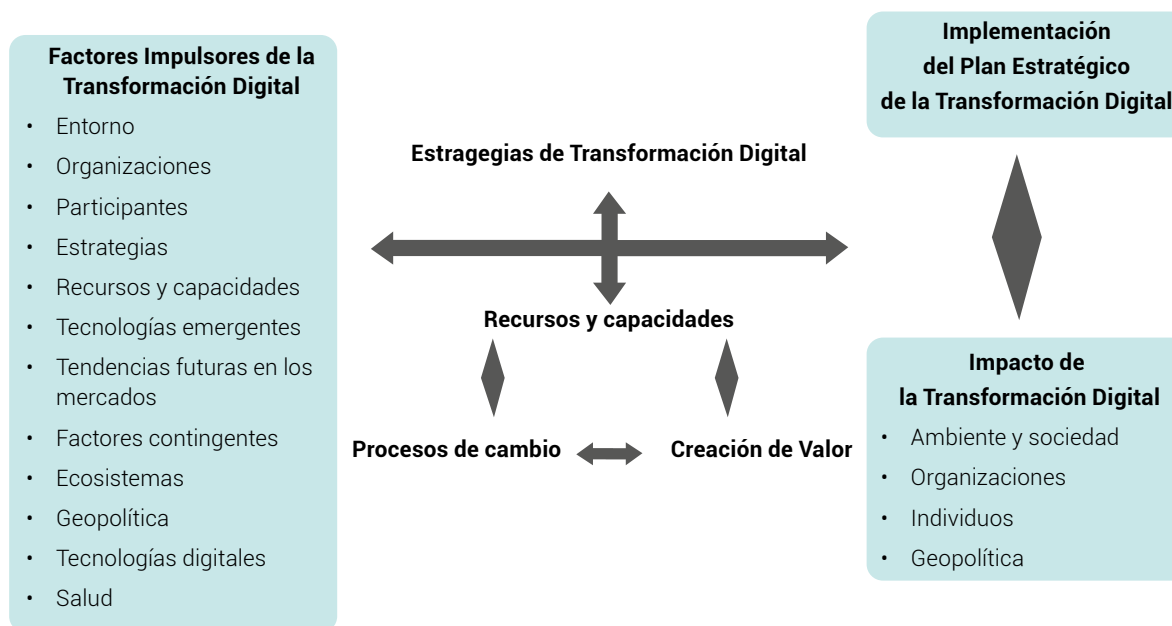 Factores Impulsores de la
Transformación Digital
• Entorno
• Organizaciones
• Participantes
• Estrategias
• Recursos y capacidades
• Tecnologías emergentes
• Tendencias futuras en los
mercados
• Factores contingentes
• Ecosistemas
• Geopolítica
• Tecnologías digitales
• Salud
Estragegias de Transformación Digital
Recursos y capacidades
Procesos de cambio
Creación de Valor
Implementación
del Plan Estratégico
de la Transformación Digital
Impacto de
la Transformación Digital
• Ambiente y sociedad
• Organizaciones
• Individuos
• Geopolítica